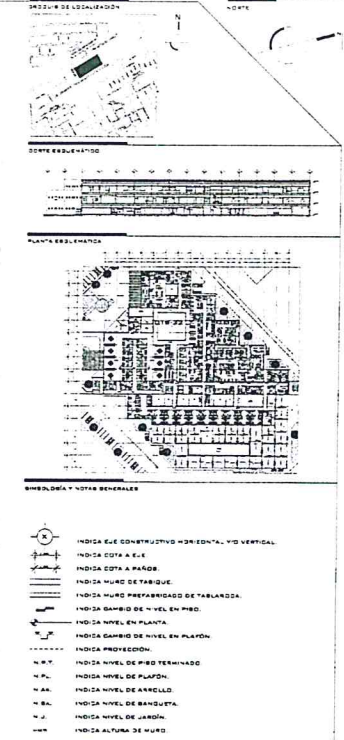 CROQUIS DE LOCALIZACIÓN
NORTE
N
CORTE ESQUEMÁTICO
PLANTA ESQUEMÁTICA
SIMBOLOGÍA Y NOTAS GENERALES
X
INDICA EJE CONSTRUCTIVO HORIZONTAL Y/O VERTICAL.
INDICA COTA A EJE
INDICA COTA A PAÑOS.
INDICA MURO DE TABIQUE.
INDICA MURO PREFABRICADO DE TABLAROCA.
INDICA CAMBIO DE NIVEL EN PISO.
INDICA NIVEL EN PLANTA.
INDICA CAMBIO DE NIVEL EN PLAFÓN.
INDICA PROYECCIÓN.
N.P.T. INDICA NIVEL DE PISO TERMINADO
N.PL. INDICA NIVEL DE PLAFÓN.
N.AR. INDICA NIVEL DE ARROLLO.
N.BA. INDICA NIVEL DE BANQUETA.
N.J. INDICA NIVEL DE JARDÍN.
INDICA ALTURA DE MURO.